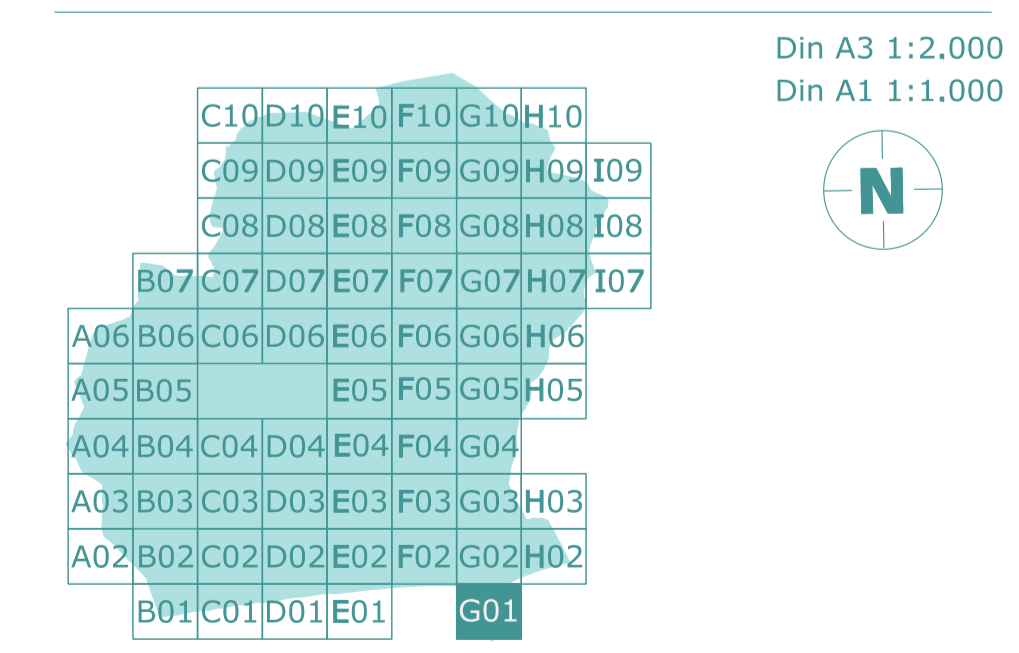 Din A3 1:2.000
Din A1 1:1.000
N
C10 D10 E10 F10 G10 H10
C09 D09 E09 F09 G09 H09 I09
C08 D08 E08 F08 G08 H08 I08
B07 C07 D07 E07 F07 G07 H07 I07
A06 B06 C06 D06 E06 F06 G06 H06
A05 B05 E05 F05 G05 H05
A04 B04 C04 D04 E04 F04 G04
A03 B03 C03 D03 E03 F03 G03 H03
A02 B02 C02 D02 E02 F02 G02 H02
B01 C01 D01 E01 G01